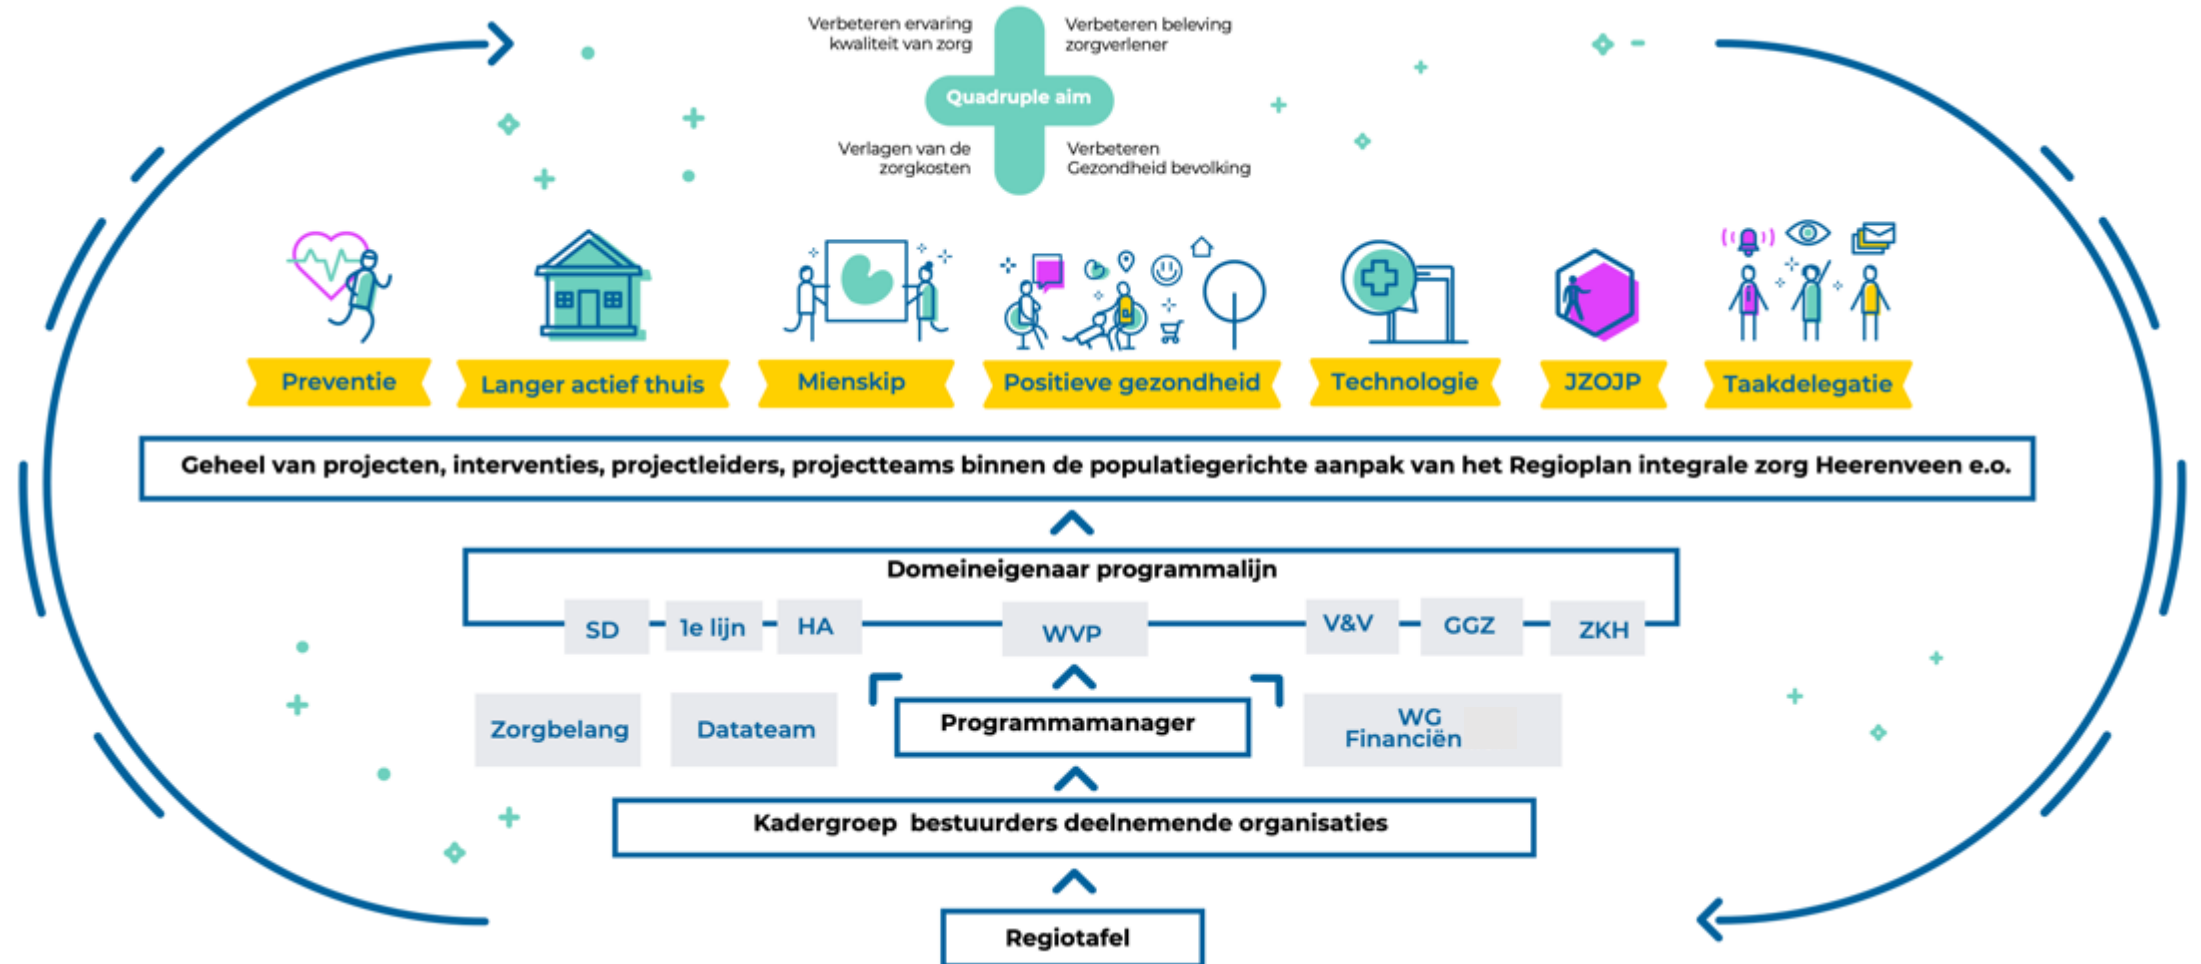 Verbeteren ervaring
kwaliteit van zorg
Verbeteren beleving
zorgverlener
Quadruple aim
Verlagen van de
zorgkosten
Verbeteren
Gezondheid bevolking
Preventie
Langer actief thuis
Mienskip
Positieve gezondheid
Technologie
JZOJP
Taakdelegatie
Geheel van projecten, interventies, projectleiders, projectteams binnen de populatiegerichte aanpak van het Regioplan integrale zorg Heerenveen e.o.
Domeineigenaar programmalijn
SD
1e lijn
HA
WVP
V&V
GGZ
ZKH
Zorgbelang
Datateam
Programmamanager
WG
Financiën
Kadergroep bestuurders deelnemende organisaties
Regiotafel